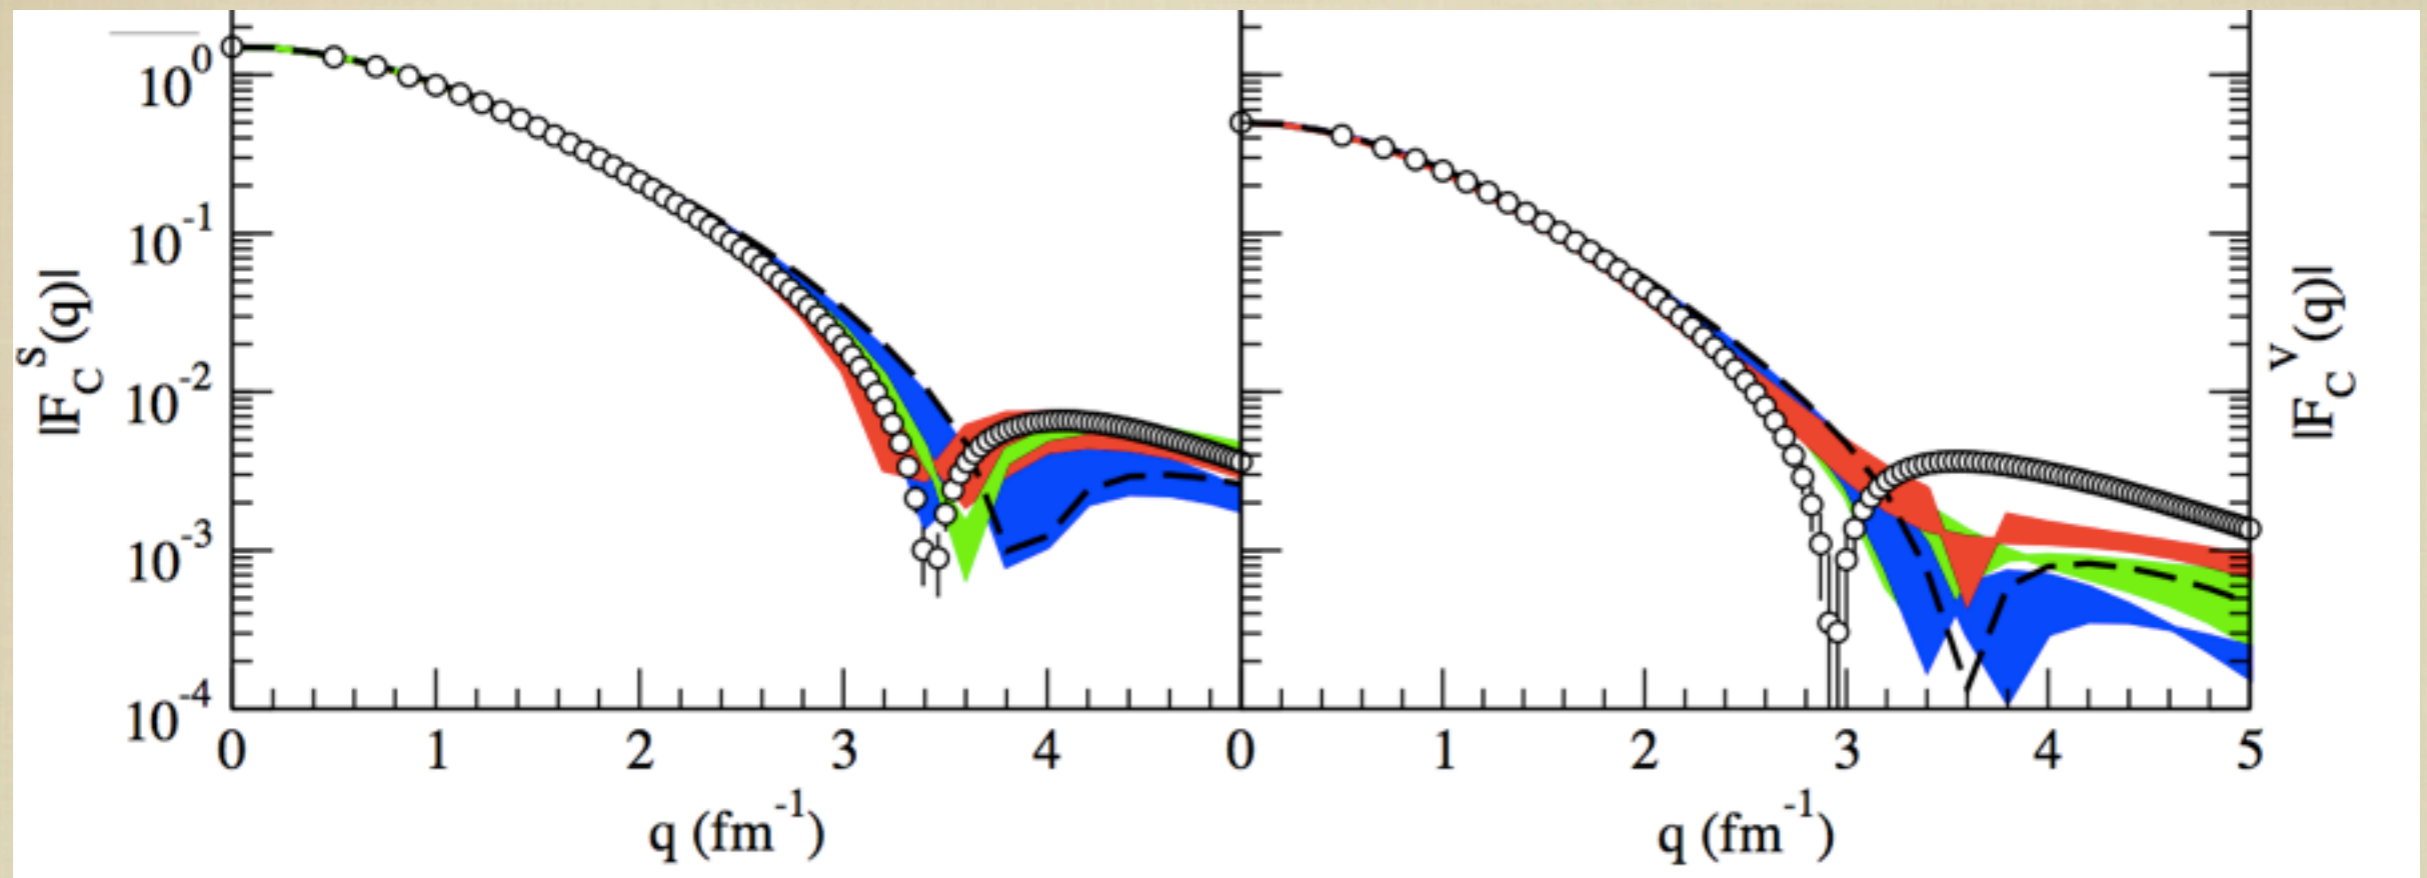 10^0
10^-1
10^-2
10^-3
10^-4
|F_C^S(q)|
0 1 2 3 4 0 1 2 3 4 5
q (fm^-1)
q (fm^-1)
|F_C^V(q)|